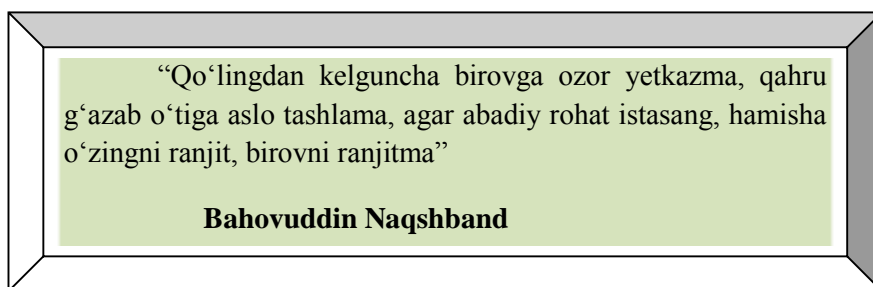 “Qo‘lingdan kelguncha birovga ozor yetkazma, qahru
g‘azab o‘tiga aslo tashlama, agar abadiy rohat istasang, hamisha
o‘zingni ranjit, birovni ranjitma”
Bahovuddin Naqshband